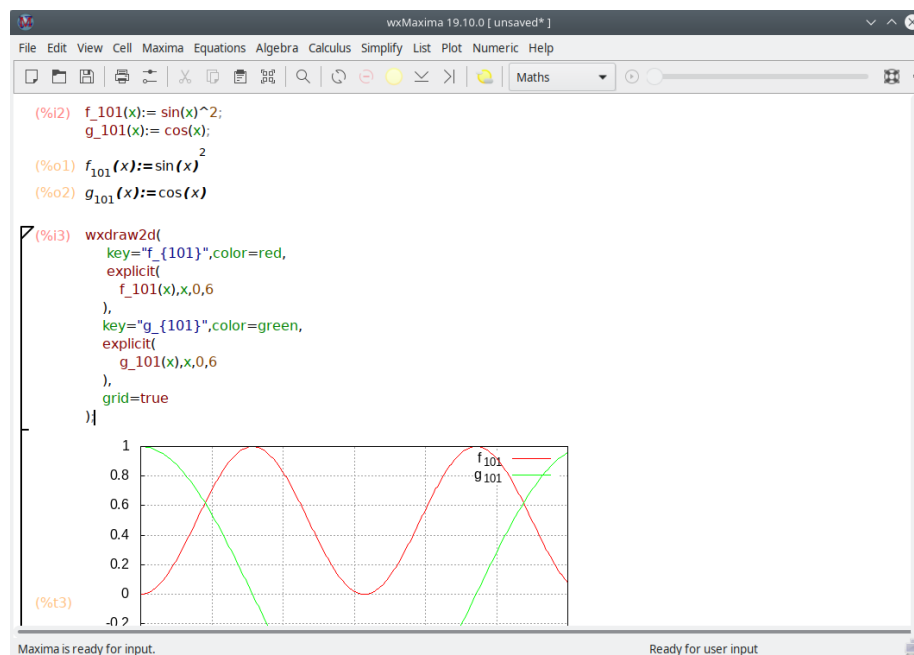 wxMaxima 19.10.0 [ unsaved* ]
File Edit View Cell Maxima Equations Algebra Calculus Simplify List Plot Numeric Help
Maths
(%i2) f_101(x):= sin(x)^2;
g_101(x):= cos(x);
(%o1) f101(x):=sin(x)2
(%o2) g101(x):=cos(x)
(%i3) wxdraw2d(
key="f_{101}",color=red,
explicit(
f_101(x),x,0,6
),
key="g_{101}",color=green,
explicit(
g_101(x),x,0,6
),
grid=true
);
1
f101
0.8
g101
0.6
0.4
0.2
(%t3)
0
-0.2
Maxima is ready for input. Ready for user input